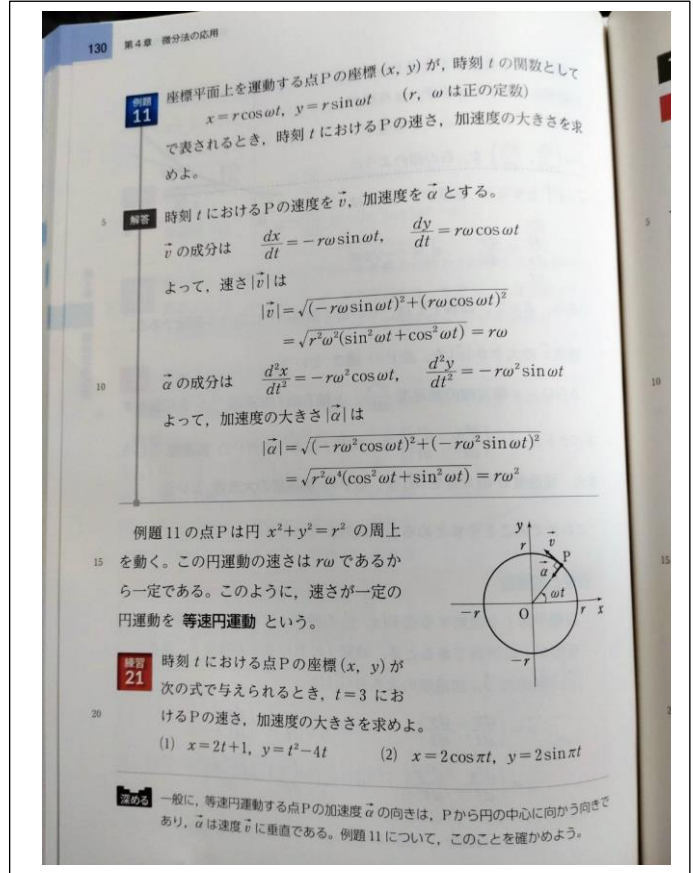 130 第4章 微分法の応用
例題 11 座標平面上を運動する点Pの座標 (x, y) が，時刻 t の関数として
x＝r cos ωt, y＝r sin ωt (r, ω は正の定数)
で表されるとき，時刻 t におけるPの速さ，加速度の大きさを求
めよ。
5 解答 時刻 t におけるPの速度を v→，加速度を α→ とする。
v→ の成分は dx/dt＝－rω sin ωt, dy/dt＝rω cos ωt
よって，速さ |v→| は
|v→|＝√((－rω sin ωt)²＋(rω cos ωt)²)
＝√(r²ω²(sin² ωt＋cos² ωt))＝rω
10 α→ の成分は d²x/dt²＝－rω² cos ωt, d²y/dt²＝－rω² sin ωt
よって，加速度の大きさ |α→| は
|α→|＝√((－rω² cos ωt)²＋(－rω² sin ωt)²)
＝√(r²ω⁴(cos² ωt＋sin² ωt))＝rω²
例題11の点Pは円 x²＋y²＝r² の周上
15 を動く。この円運動の速さは rω であるか
ら一定である。このように，速さが一定の
円運動を 等速円運動 という。
y
r
v→
P
α→
ωt
－r
O
r
x
－r
練習 21 時刻 t における点Pの座標 (x, y) が
次の式で与えられるとき，t＝3 にお
20 けるPの速さ，加速度の大きさを求めよ。
(1) x＝2t＋1, y＝t²－4t (2) x＝2cos πt, y＝2sin πt
深める 一般に，等速円運動する点Pの加速度 α→ の向きは，Pから円の中心に向かう向きで
あり，α→ は速度 v→ に垂直である。例題11について，このことを確かめよう。
5
10
15